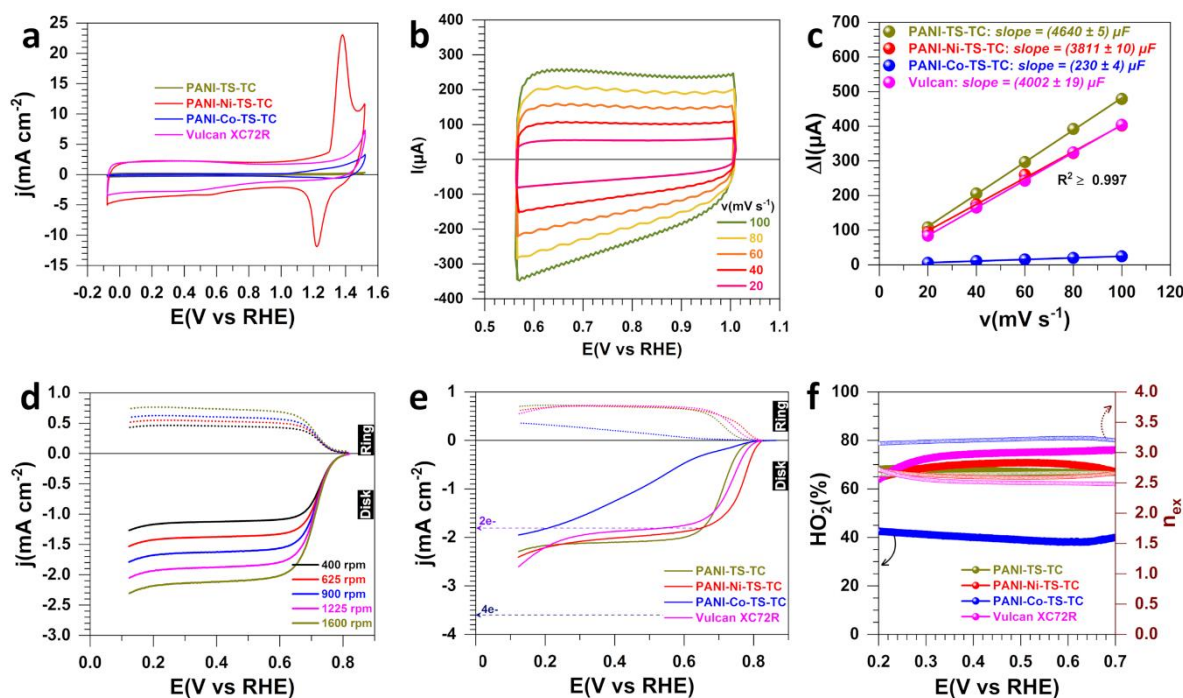 a
j(mA cm-2)
25
20
15
10
5
0
-5
-10
-15
PANI-TS-TC
PANI-Ni-TS-TC
PANI-Co-TS-TC
Vulcan XC72R
0.0 0.2 0.4 0.6 0.8 1.0 1.2 1.4 1.6
E(V vs RHE)
b
I(μA)
400
300
200
100
0
-100
-200
-300
400
v(mV s-1)
100
80
60
40
20
0.5 0.6 0.7 0.8 0.9 1.0 1.1
E(V vs RHE)
c
ΔI(μA)
700
600
500
400
300
200
100
0
PANI-TS-TC: slope = (4640 ± 5) μF
PANI-Ni-TS-TC: slope = (3811 ± 10) μF
PANI-Co-TS-TC: slope = (230 ± 4) μF
Vulcan: slope = (4002 ± 19) μF
R2 ≥ 0.997
0 20 40 60 80 100 120
v(mV s-1)
d
j(mA cm-2)
1.0
0.5
0.0
-0.5
-1.0
-1.5
-2.0
-2.5
-3.0
Ring
Disk
400 rpm
625 rpm
900 rpm
1225 rpm
1600 rpm
0.0 0.2 0.4 0.6 0.8
E(V vs RHE)
e
j(mA cm-2)
1
0
-1
-2
-3
-4
Ring
Disk
2e-
4e-
PANI-TS-TC
PANI-Ni-TS-TC
PANI-Co-TS-TC
Vulcan XC72R
0 0.2 0.4 0.6 0.8
E(V vs RHE)
f
HO2-(%)
100
80
60
40
20
0
PANI-TS-TC
PANI-Ni-TS-TC
PANI-Co-TS-TC
Vulcan XC72R
4.0
3.5
3.0
2.5
2.0
1.5
1.0
0.5
0.0
nex
0.2 0.3 0.4 0.5 0.6 0.7
E(V vs RHE)